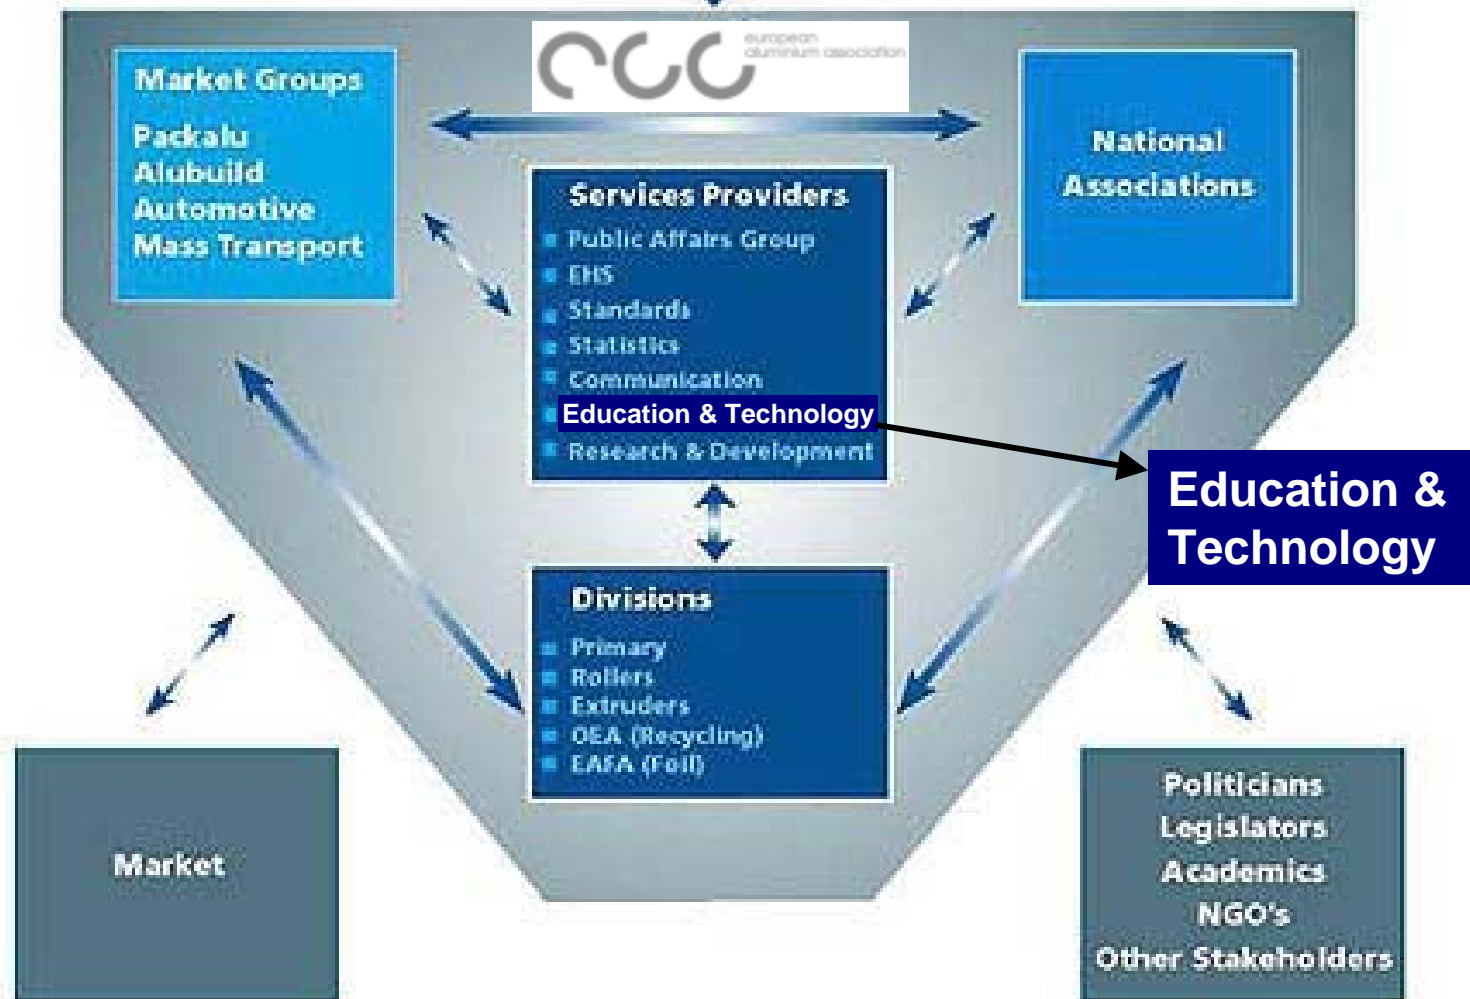 eaa
european
aluminium association
Market Groups
Packalu
Alubuild
Automotive
Mass Transport
National
Associations
Services Providers
Public Affairs Group
EHS
Standards
Statistics
Communication
Education & Technology
Research & Development
Education &
Technology
Divisions
Primary
Rollers
Extruders
OEA (Recycling)
EAFA (Foil)
Market
Politicians
Legislators
Academics
NGO's
Other Stakeholders